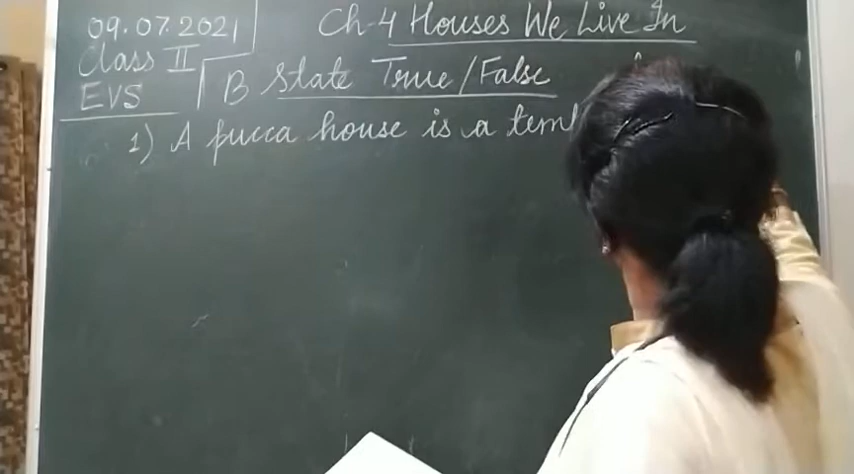 09.07.2021
Ch-4 Houses We Live In
Class II
B State True/False
EVS
1) A pucca house is a